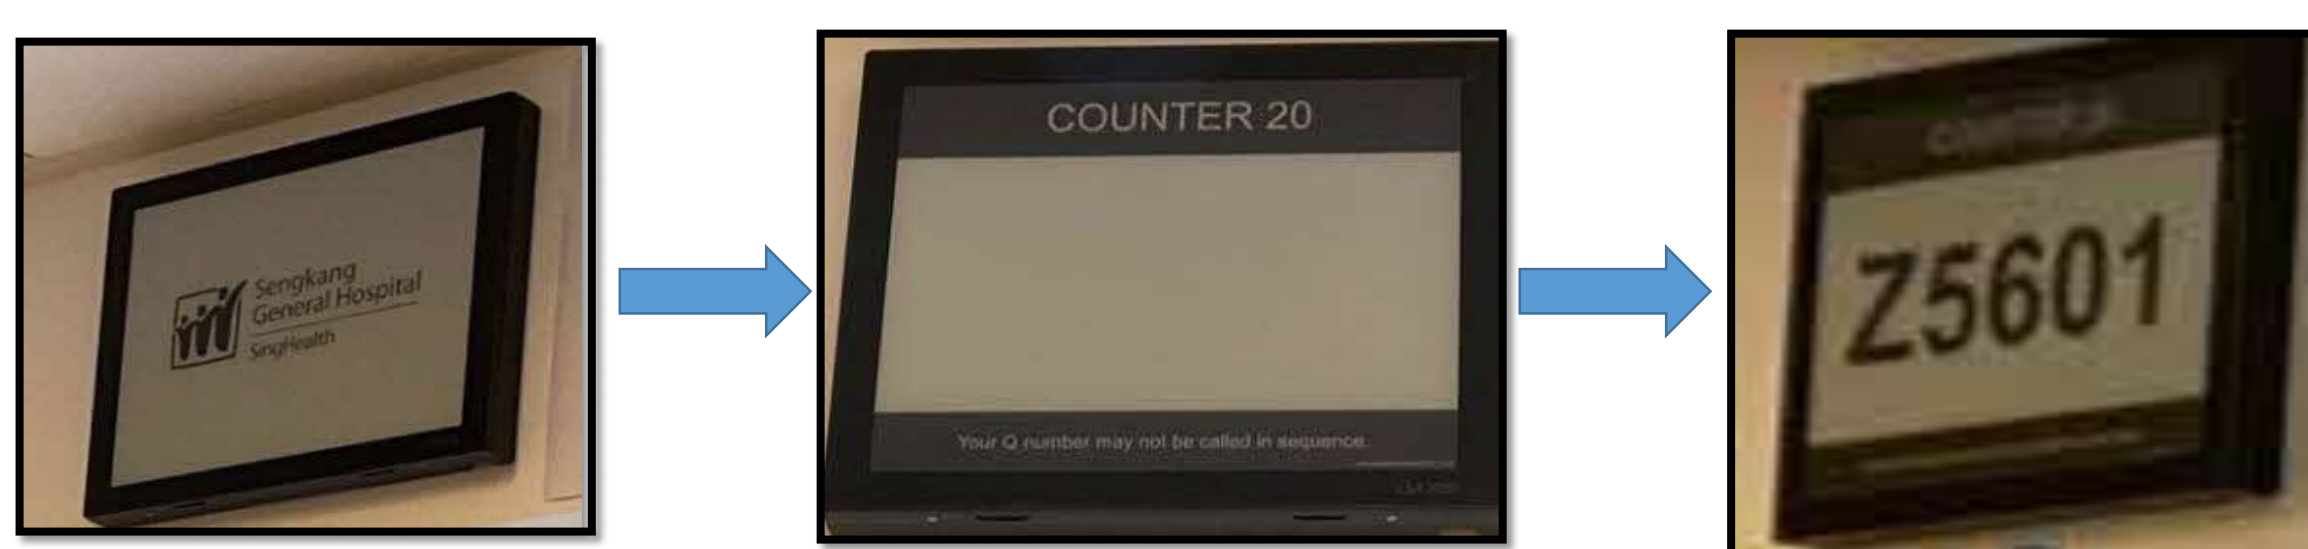 Sengkang
General Hospital
SingHealth
COUNTER 20
Your Q number may not be called in sequence.
Z5601